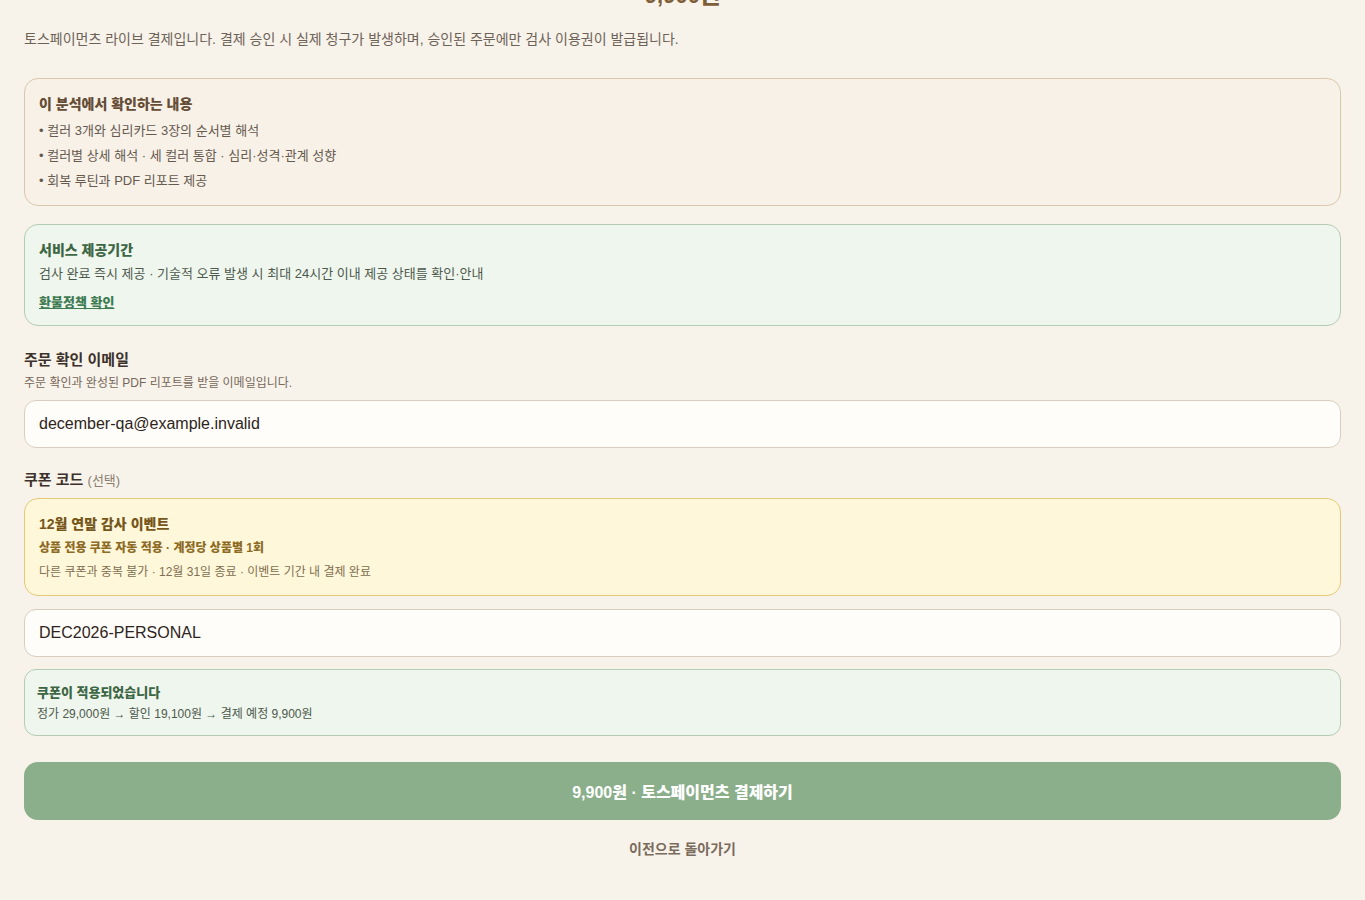 9,900원
토스페이먼츠 라이브 결제입니다. 결제 승인 시 실제 청구가 발생하며, 승인된 주문에만 검사 이용권이 발급됩니다.
이 분석에서 확인하는 내용
• 컬러 3개와 심리카드 3장의 순서별 해석
• 컬러별 상세 해석 · 세 컬러 통합 · 심리·성격·관계 성향
• 회복 루틴과 PDF 리포트 제공
서비스 제공기간
검사 완료 즉시 제공 · 기술적 오류 발생 시 최대 24시간 이내 제공 상태를 확인·안내
환불정책 확인
주문 확인 이메일
주문 확인과 완성된 PDF 리포트를 받을 이메일입니다.
december-qa@example.invalid
쿠폰 코드 (선택)
12월 연말 감사 이벤트
상품 전용 쿠폰 자동 적용 · 계정당 상품별 1회
다른 쿠폰과 중복 불가 · 12월 31일 종료 · 이벤트 기간 내 결제 완료
DEC2026-PERSONAL
쿠폰이 적용되었습니다
정가 29,000원 → 할인 19,100원 → 결제 예정 9,900원
9,900원 · 토스페이먼츠 결제하기
이전으로 돌아가기